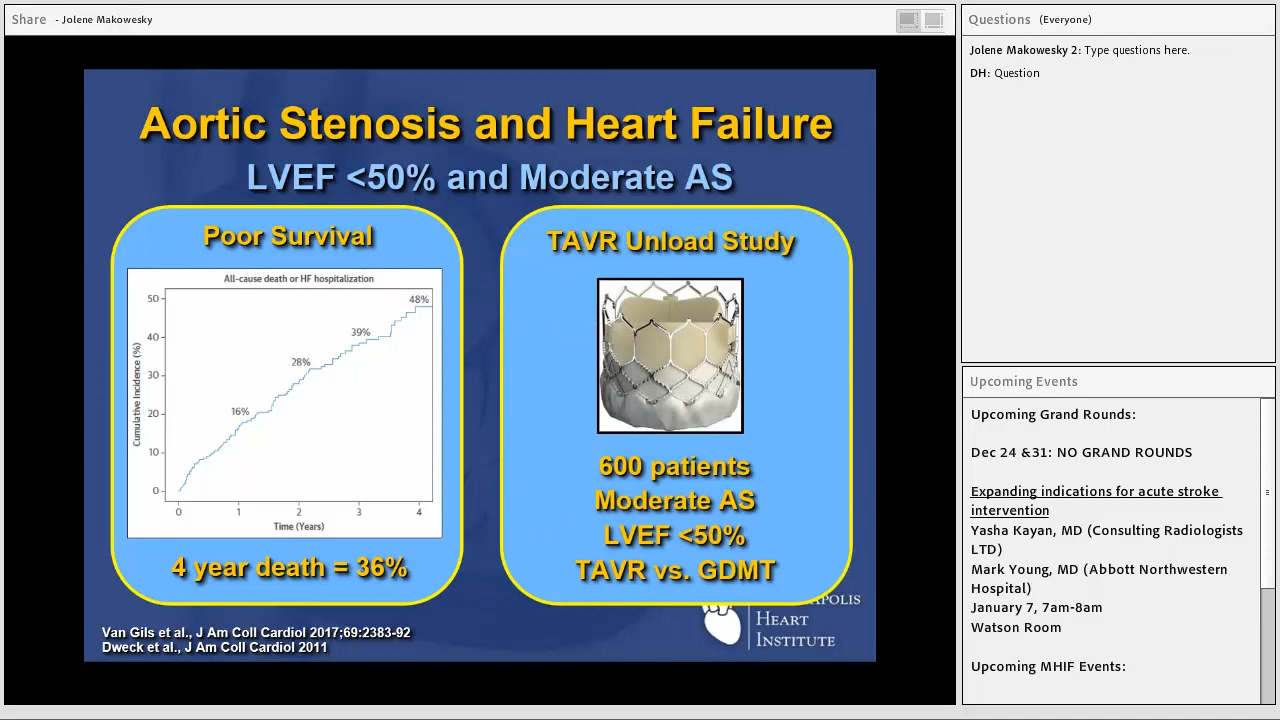 Share - Jolene Makowesky
Aortic Stenosis and Heart Failure
LVEF <50% and Moderate AS
Poor Survival
All-cause death or HF hospitalization
Cumulative Incidence (%)
50
40
30
20
10
0
16%
28%
39%
48%
0 1 2 3 4
Time (Years)
4 year death = 36%
TAVR Unload Study
600 patients
Moderate AS
LVEF <50%
TAVR vs. GDMT
Van Gils et al., J Am Coll Cardiol 2017;69:2383-92
Dweck et al., J Am Coll Cardiol 2011
APOLIS
HEART
INSTITUTE
Questions (Everyone)
Jolene Makowesky 2: Type questions here.
DH: Question
Upcoming Events
Upcoming Grand Rounds:
Dec 24 &31: NO GRAND ROUNDS
Expanding indications for acute stroke
intervention
Yasha Kayan, MD (Consulting Radiologists
LTD)
Mark Young, MD (Abbott Northwestern
Hospital)
January 7, 7am-8am
Watson Room
Upcoming MHIF Events: